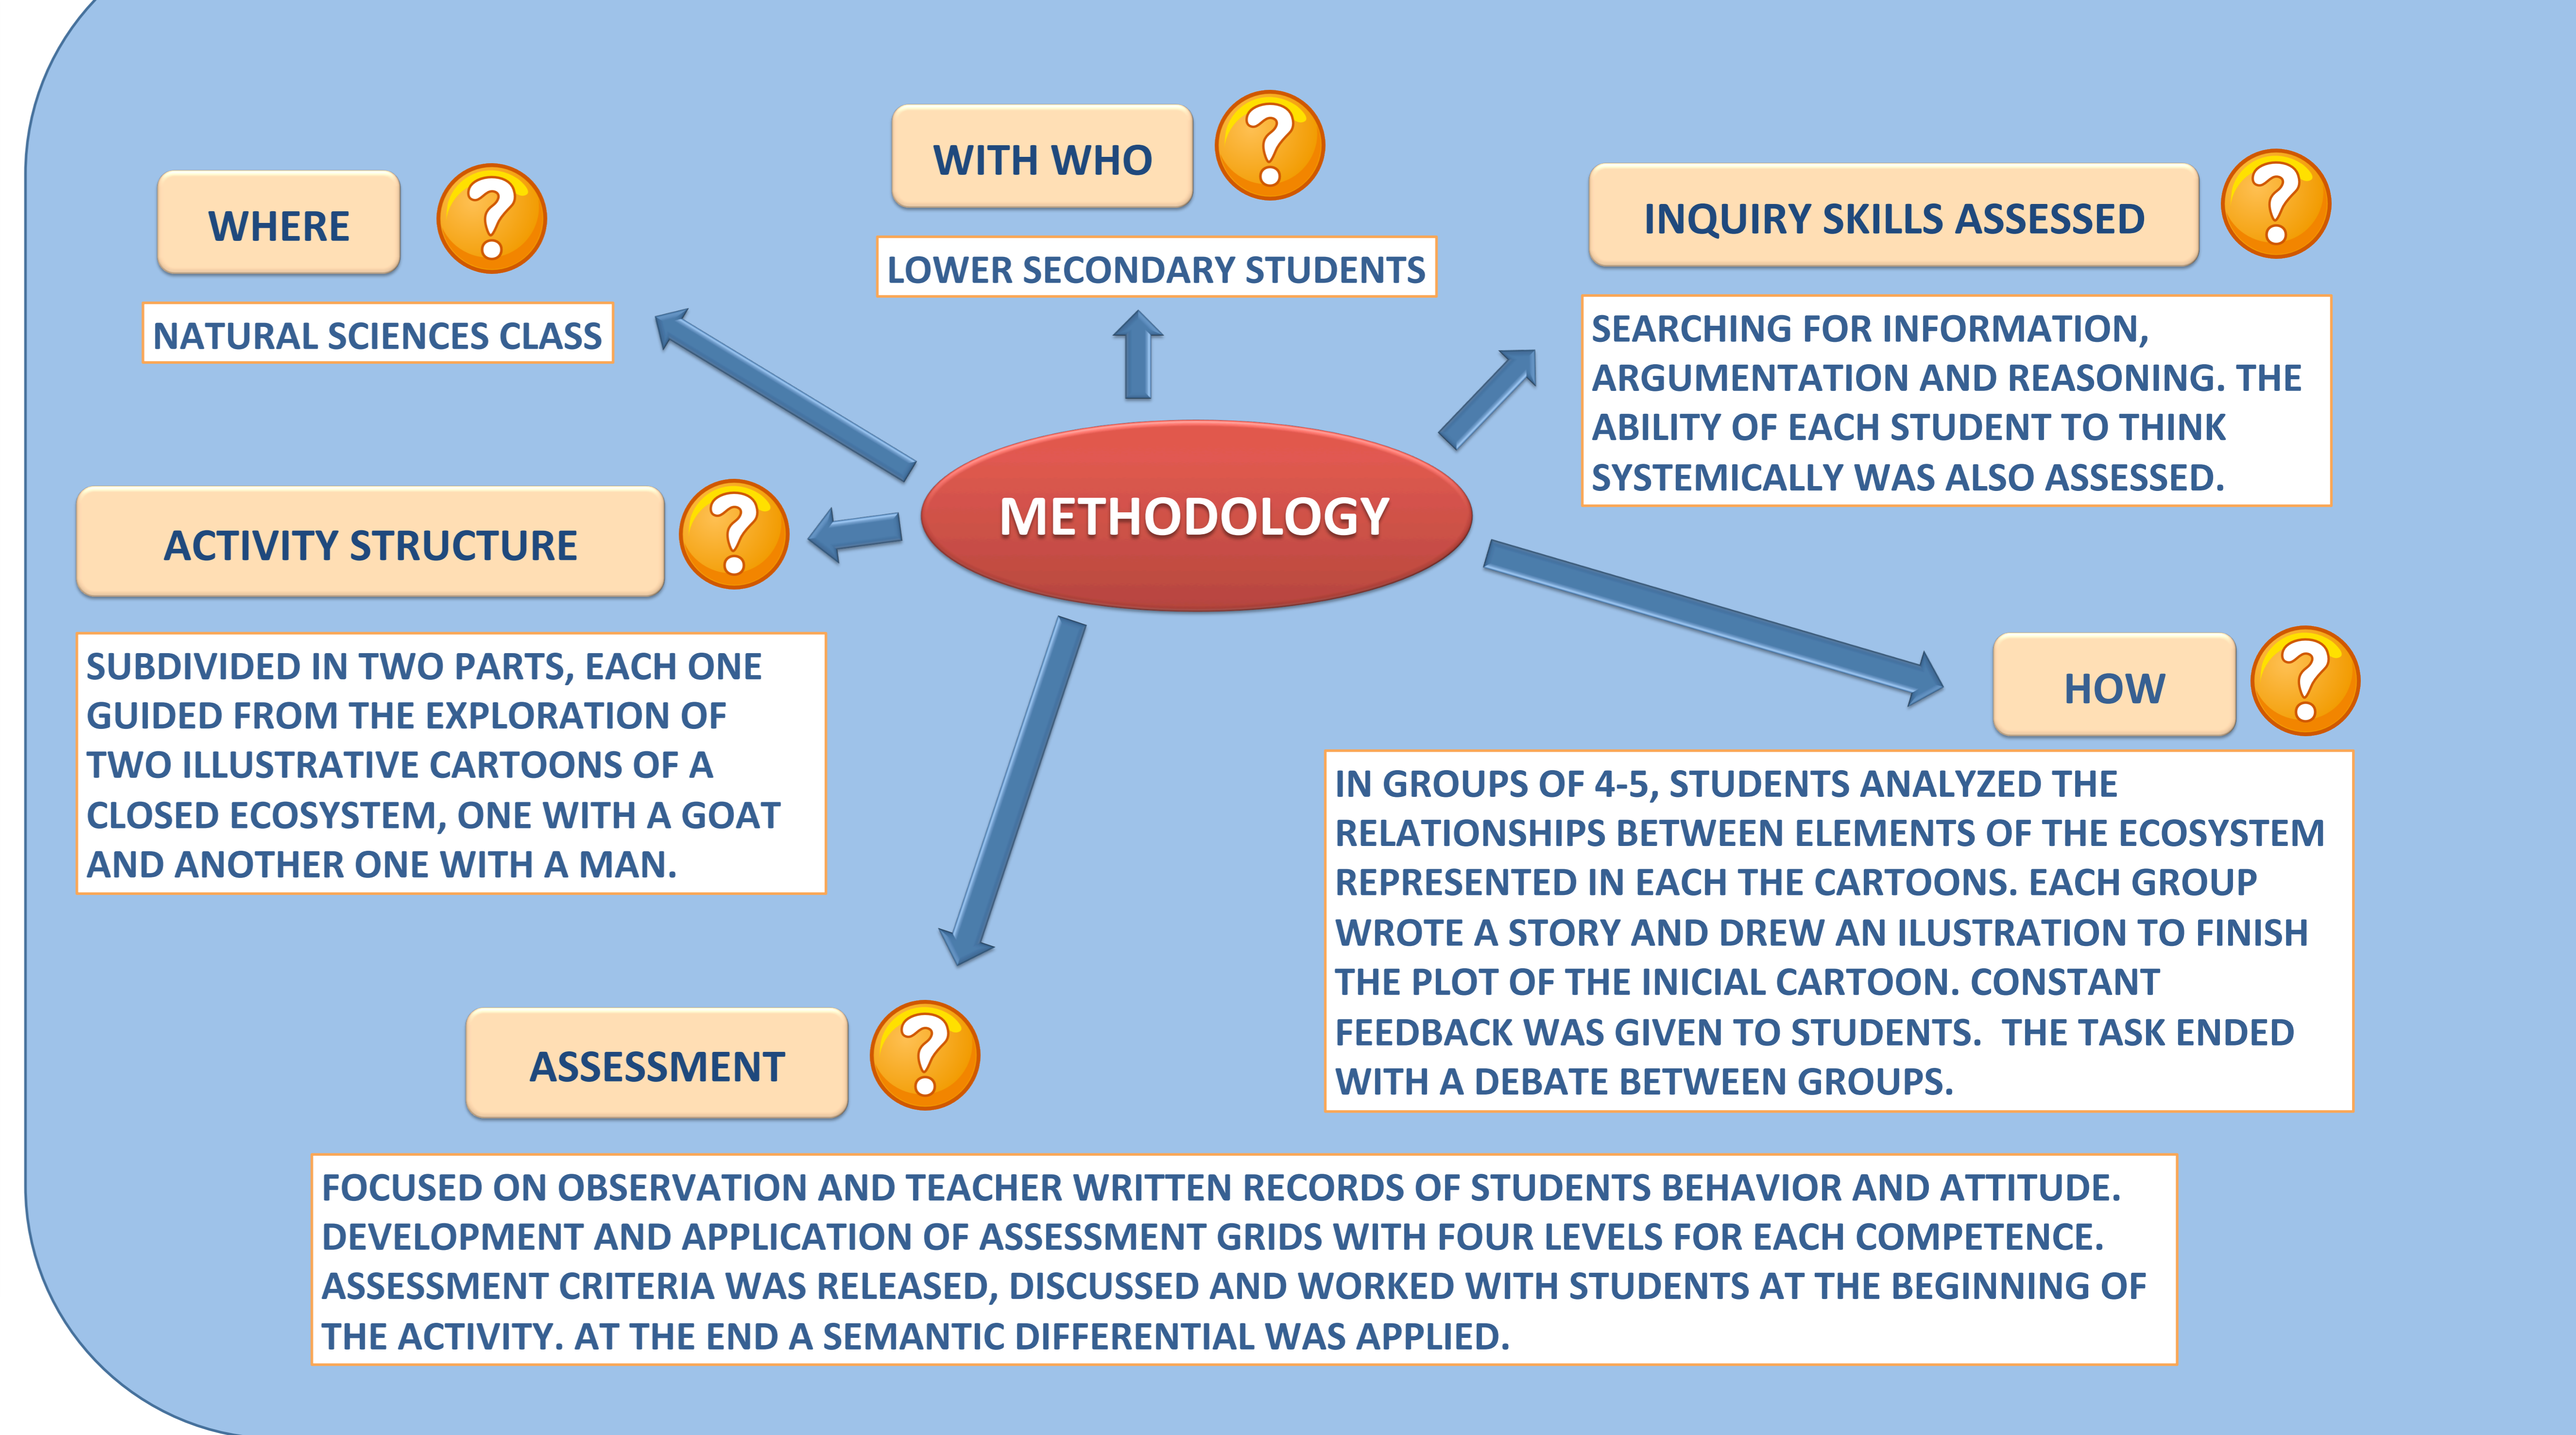 WITH WHO
?
WHERE
?
INQUIRY SKILLS ASSESSED
?
LOWER SECONDARY STUDENTS
NATURAL SCIENCES CLASS
SEARCHING FOR INFORMATION,
ARGUMENTATION AND REASONING. THE
ABILITY OF EACH STUDENT TO THINK
SYSTEMICALLY WAS ALSO ASSESSED.
METHODOLOGY
ACTIVITY STRUCTURE
?
SUBDIVIDED IN TWO PARTS, EACH ONE
GUIDED FROM THE EXPLORATION OF
TWO ILLUSTRATIVE CARTOONS OF A
CLOSED ECOSYSTEM, ONE WITH A GOAT
AND ANOTHER ONE WITH A MAN.
HOW
?
IN GROUPS OF 4-5, STUDENTS ANALYZED THE
RELATIONSHIPS BETWEEN ELEMENTS OF THE ECOSYSTEM
REPRESENTED IN EACH THE CARTOONS. EACH GROUP
WROTE A STORY AND DREW AN ILUSTRATION TO FINISH
THE PLOT OF THE INICIAL CARTOON. CONSTANT
FEEDBACK WAS GIVEN TO STUDENTS.  THE TASK ENDED
WITH A DEBATE BETWEEN GROUPS.
ASSESSMENT
?
FOCUSED ON OBSERVATION AND TEACHER WRITTEN RECORDS OF STUDENTS BEHAVIOR AND ATTITUDE.
DEVELOPMENT AND APPLICATION OF ASSESSMENT GRIDS WITH FOUR LEVELS FOR EACH COMPETENCE.
ASSESSMENT CRITERIA WAS RELEASED, DISCUSSED AND WORKED WITH STUDENTS AT THE BEGINNING OF
THE ACTIVITY. AT THE END A SEMANTIC DIFFERENTIAL WAS APPLIED.